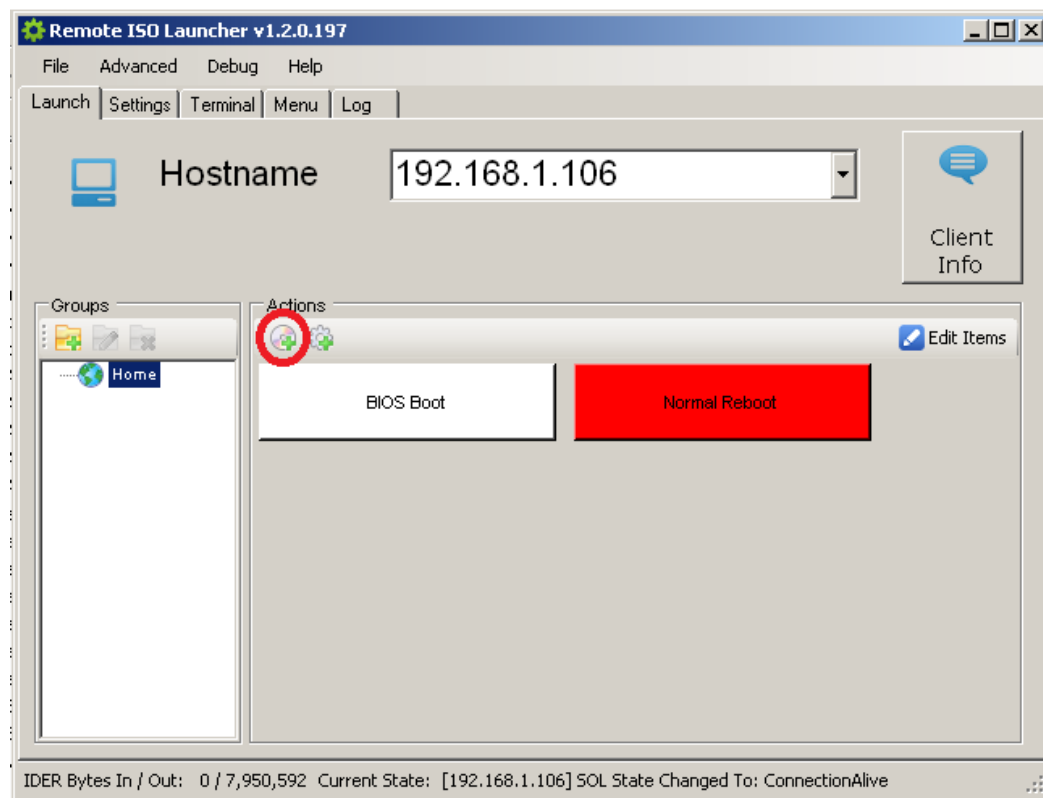 Remote ISO Launcher v1.2.0.197
File Advanced Debug Help
Launch Settings Terminal Menu Log
Hostname 192.168.1.106
Client
Info
Groups
Actions
Edit Items
Home
BIOS Boot
Normal Reboot
IDER Bytes In / Out: 0 / 7,950,592 Current State: [192.168.1.106] SOL State Changed To: ConnectionAlive